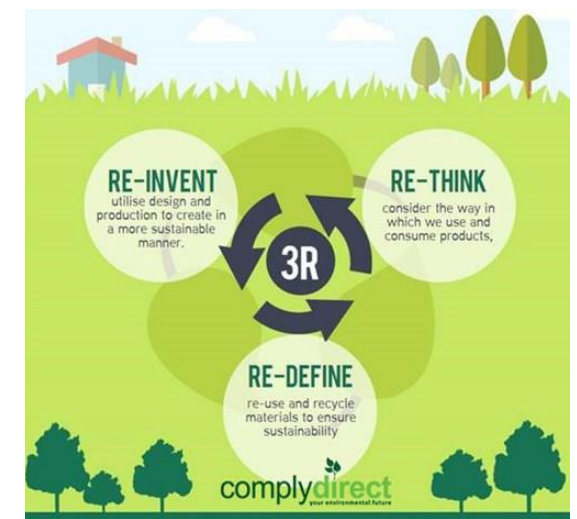 RE-INVENT
utilise design and
production to create in
a more sustainable
manner.
RE-THINK
consider the way in
which we use and
consume products,
3R
RE-DEFINE
re-use and recycle
materials to ensure
sustainability
complydirect
your environmental future